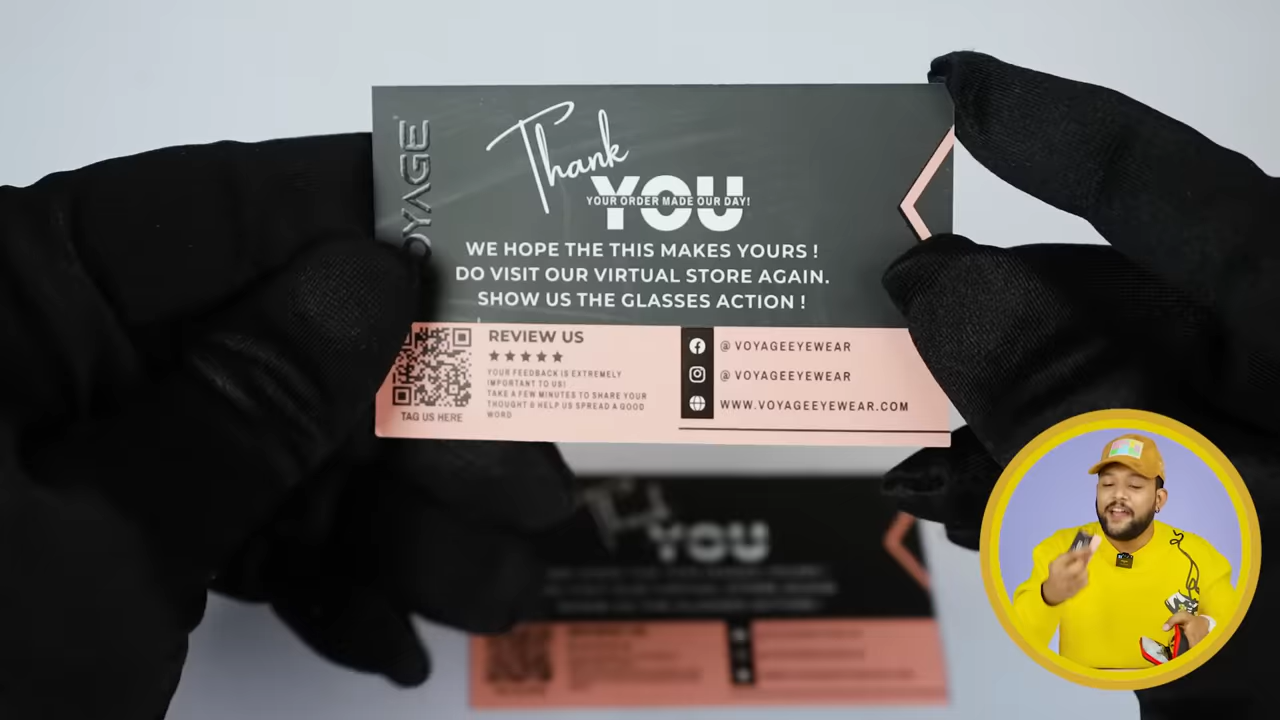 Thank
YOU
YOUR ORDER MADE OUR DAY!
WE HOPE THE THIS MAKES YOURS !
DO VISIT OUR VIRTUAL STORE AGAIN.
SHOW US THE GLASSES ACTION !
REVIEW US
YOUR FEEDBACK IS EXTREMELY
IMPORTANT TO US!
TAKE A FEW MINUTES TO SHARE YOUR
THOUGHT & HELP US SPREAD A GOOD
WORD
TAG US HERE
@VOYAGEEYEWEAR
@VOYAGEEYEWEAR
WWW.VOYAGEEYEWEAR.COM
OYAGE
YOU